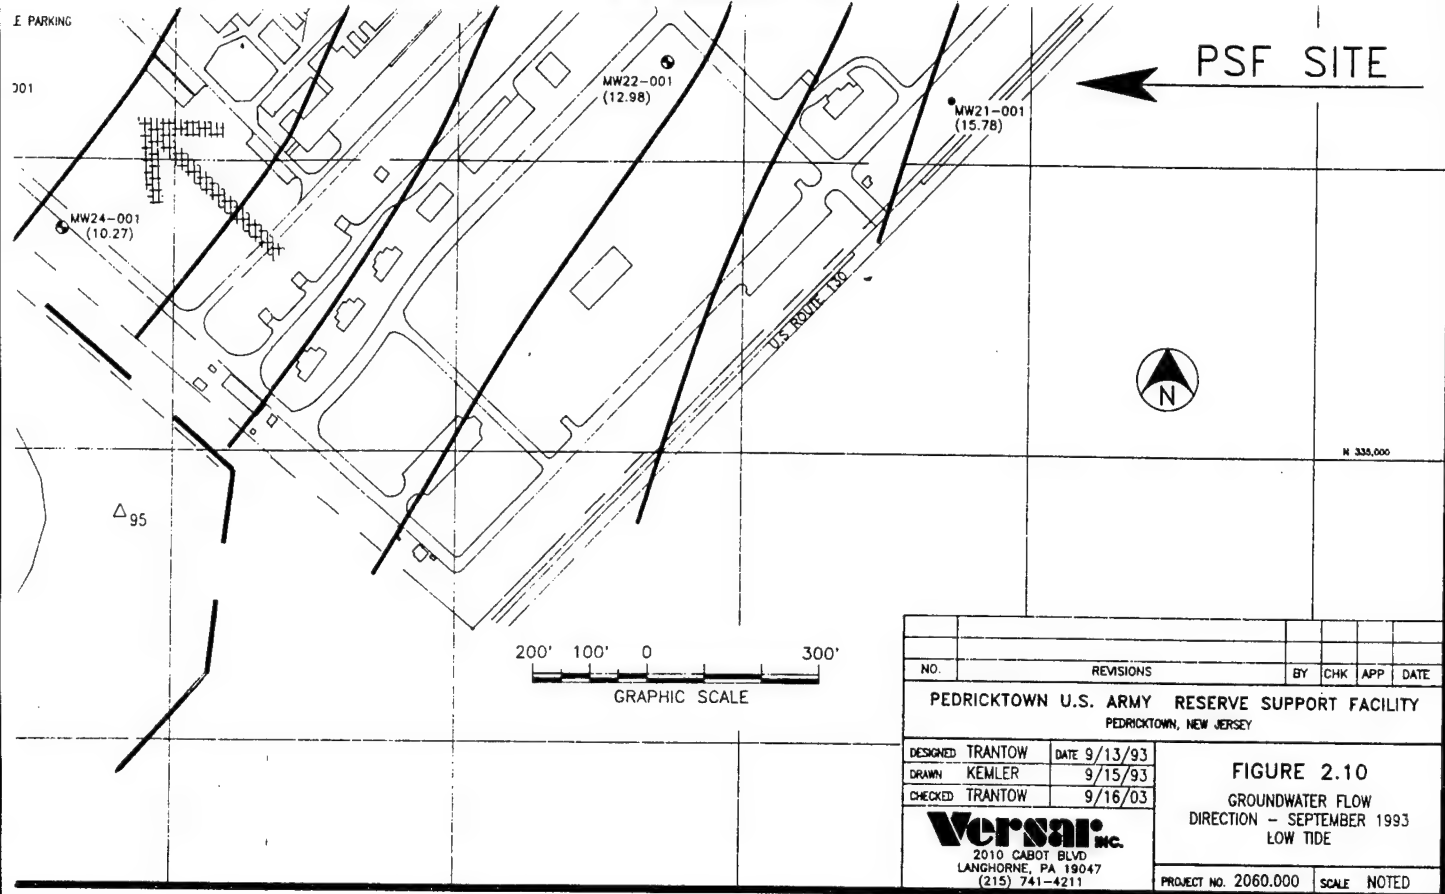 E PARKING
001
MW22-001
(12.98)
MW21-001
(15.78)
PSF SITE
MW24-001
(10.27)
U.S ROUTE 130
N
N 335,000
95
200' 100' 0 300'
GRAPHIC SCALE
NO. REVISIONS BY CHK APP DATE
PEDRICKTOWN U.S. ARMY RESERVE SUPPORT FACILITY
PEDRICKTOWN, NEW JERSEY
DESIGNED TRANTOW DATE 9/13/93
DRAWN KEMLER 9/15/93
CHECKED TRANTOW 9/16/03
FIGURE 2.10
GROUNDWATER FLOW
DIRECTION - SEPTEMBER 1993
LOW TIDE
Versar INC.
2010 CABOT BLVD
LANGHORNE, PA 19047
(215) 741-4211
PROJECT NO. 2060.000 SCALE NOTED